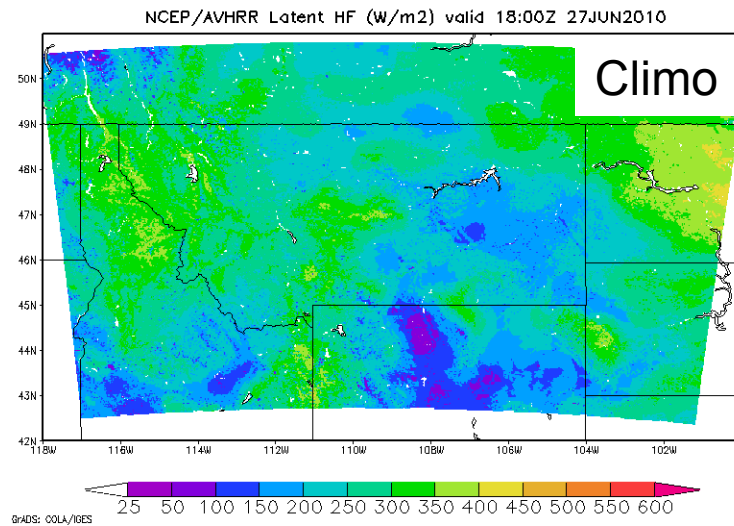 NCEP/AVHRR Latent HF (W/m2) valid 18:00Z 27JUN2010
Climo
50N
49N
48N
47N
46N
45N
44N
43N
42N
118W 116W 114W 112W 110W 108W 106W 104W 102W
25 50 100 150 200 250 300 350 400 450 500 550 600
GrADS: COLA/IGES